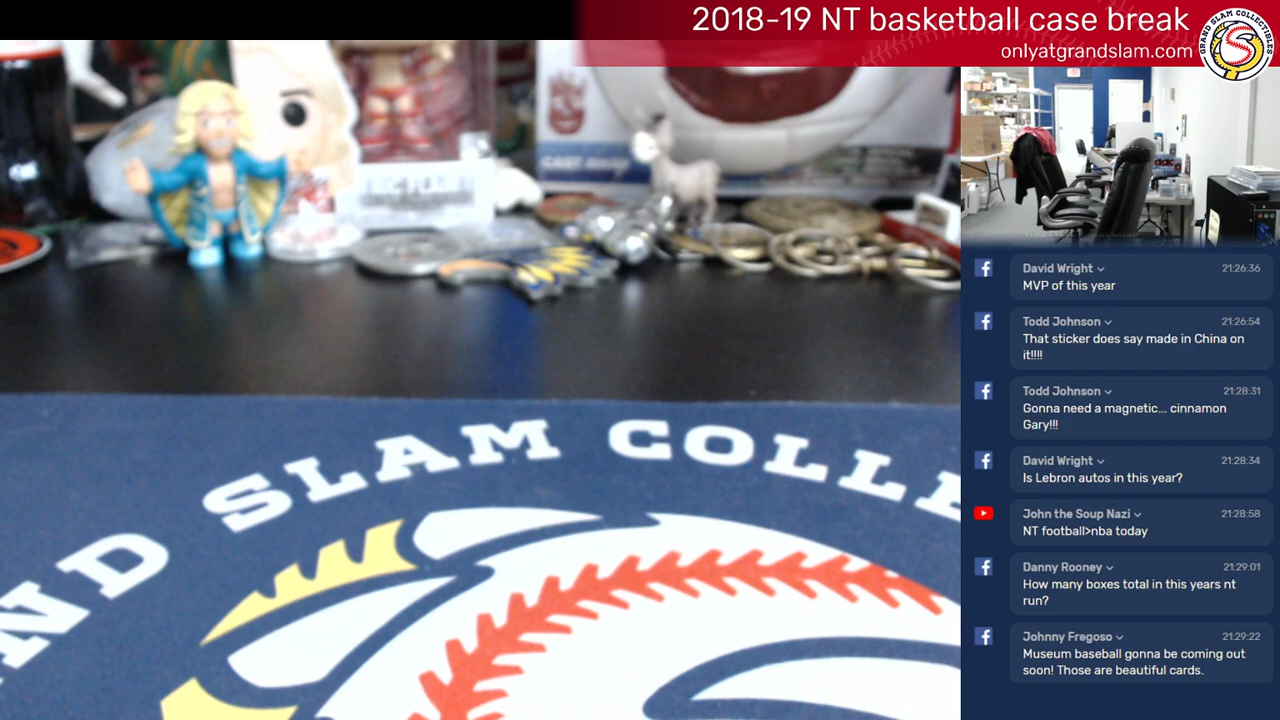 2018-19 NT basketball case break
onlyatgrandslam.com
GRAND SLAM COLLECTIBLES
CAST AWAY
David Wright 21:26:36
MVP of this year
Todd Johnson 21:26:54
That sticker does say made in China on
it!!!!
Todd Johnson 21:28:31
Gonna need a magnetic... cinnamon
Gary!!!
David Wright 21:28:34
Is Lebron autos in this year?
John the Soup Nazi 21:28:58
NT football>nba today
Danny Rooney 21:29:01
How many boxes total in this years nt
run?
Johnny Fregoso 21:29:22
Museum baseball gonna be coming out
soon! Those are beautiful cards.
ND SLAM COLLE